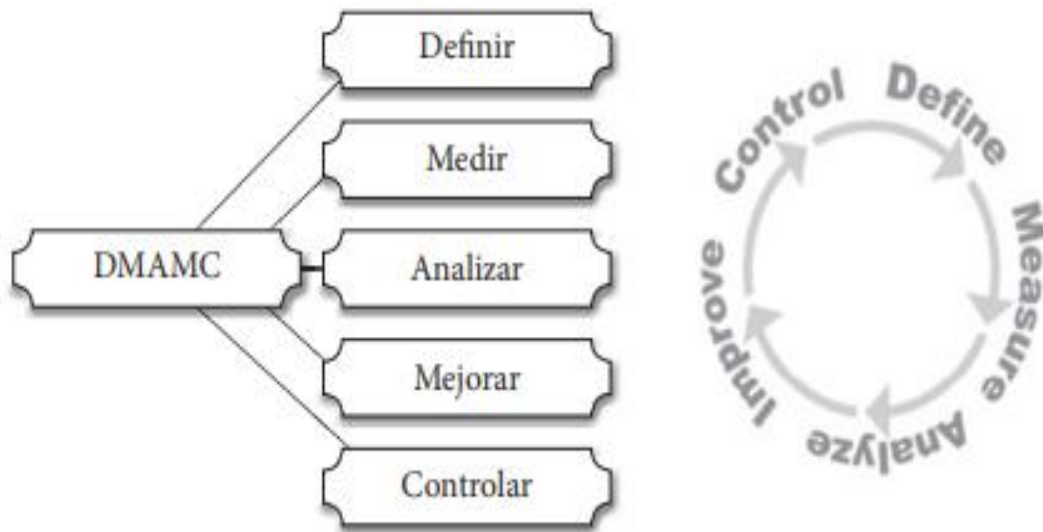 Definir
Medir
DMAMC
Analizar
Mejorar
Controlar
Define
Measure
Analyze
Improve
Control